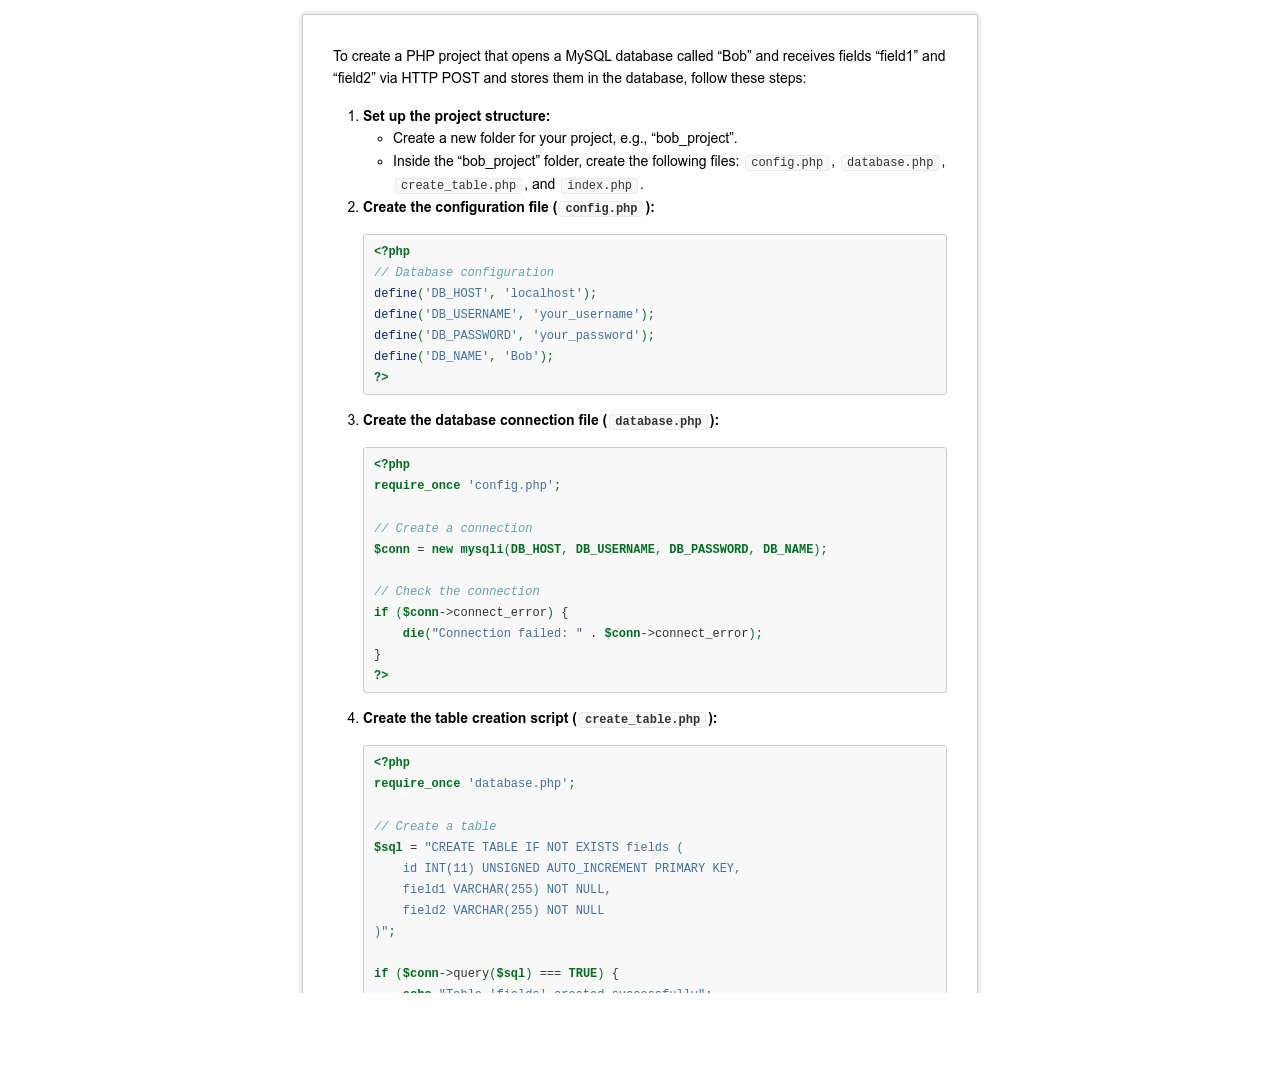 To create a PHP project that opens a MySQL database called “Bob” and receives fields “field1” and
“field2” via HTTP POST and stores them in the database, follow these steps:
1. Set up the project structure:
◦ Create a new folder for your project, e.g., “bob_project”.
◦ Inside the “bob_project” folder, create the following files: config.php, database.php,
create_table.php, and index.php.
2. Create the configuration file (config.php):
<?php
// Database configuration
define('DB_HOST', 'localhost');
define('DB_USERNAME', 'your_username');
define('DB_PASSWORD', 'your_password');
define('DB_NAME', 'Bob');
?>
3. Create the database connection file (database.php):
<?php
require_once 'config.php';
// Create a connection
$conn = new mysqli(DB_HOST, DB_USERNAME, DB_PASSWORD, DB_NAME);
// Check the connection
if ($conn->connect_error) {
    die("Connection failed: " . $conn->connect_error);
}
?>
4. Create the table creation script (create_table.php):
<?php
require_once 'database.php';
// Create a table
$sql = "CREATE TABLE IF NOT EXISTS fields (
    id INT(11) UNSIGNED AUTO_INCREMENT PRIMARY KEY,
    field1 VARCHAR(255) NOT NULL,
    field2 VARCHAR(255) NOT NULL
)";
if ($conn->query($sql) === TRUE) {
    echo "Table 'fields' created successfully";